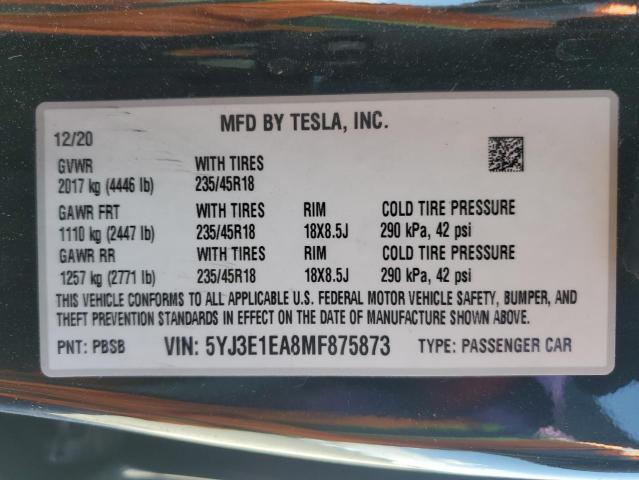 MFD BY TESLA, INC.
12/20
GVWR WITH TIRES
2017 kg (4446 lb) 235/45R18
GAWR FRT WITH TIRES RIM COLD TIRE PRESSURE
1110 kg (2447 lb) 235/45R18 18X8.5J 290 kPa, 42 psi
GAWR RR WITH TIRES RIM COLD TIRE PRESSURE
1257 kg (2771 lb) 235/45R18 18X8.5J 290 kPa, 42 psi
THIS VEHICLE CONFORMS TO ALL APPLICABLE U.S. FEDERAL MOTOR VEHICLE SAFETY, BUMPER, AND
THEFT PREVENTION STANDARDS IN EFFECT ON THE DATE OF MANUFACTURE SHOWN ABOVE.
PNT: PBSB VIN: 5YJ3E1EA8MF875873 TYPE: PASSENGER CAR